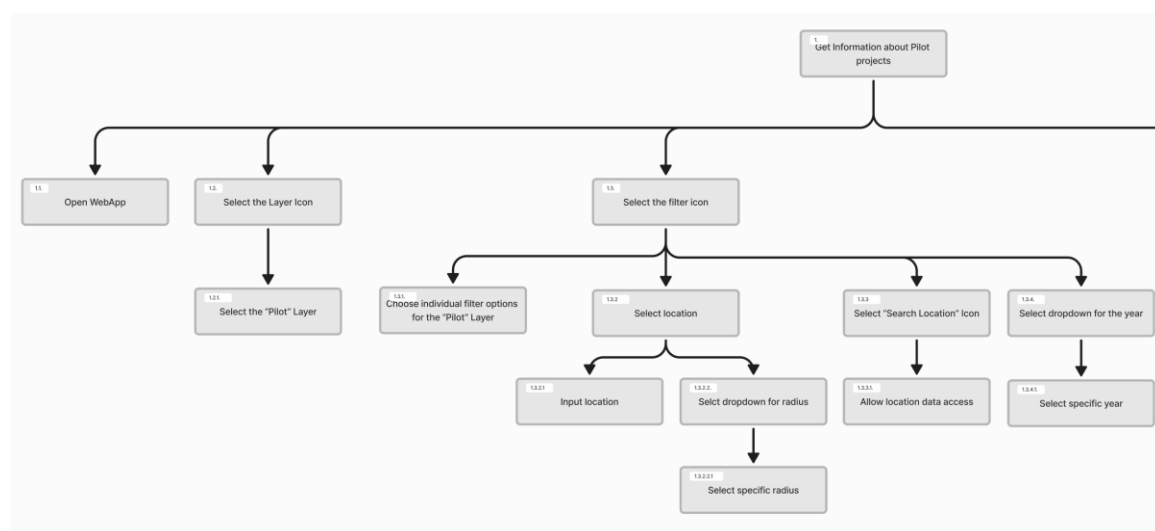 1.
Get Information about Pilot
projects
1.1.
Open WebApp
1.2.
Select the Layer Icon
1.3.
Select the filter icon
1.2.1.
Select the "Pilot" Layer
1.3.1.
Choose individual filter options
for the "Pilot" Layer
1.3.2
Select location
1.3.3
Select "Search Location" Icon
1.3.4.
Select dropdown for the year
1.3.2.1
Input location
1.3.2.2.
Selct dropdown for radius
1.3.3.1.
Allow location data access
1.3.4.1.
Select specific year
1.3.2.2.1
Select specific radius